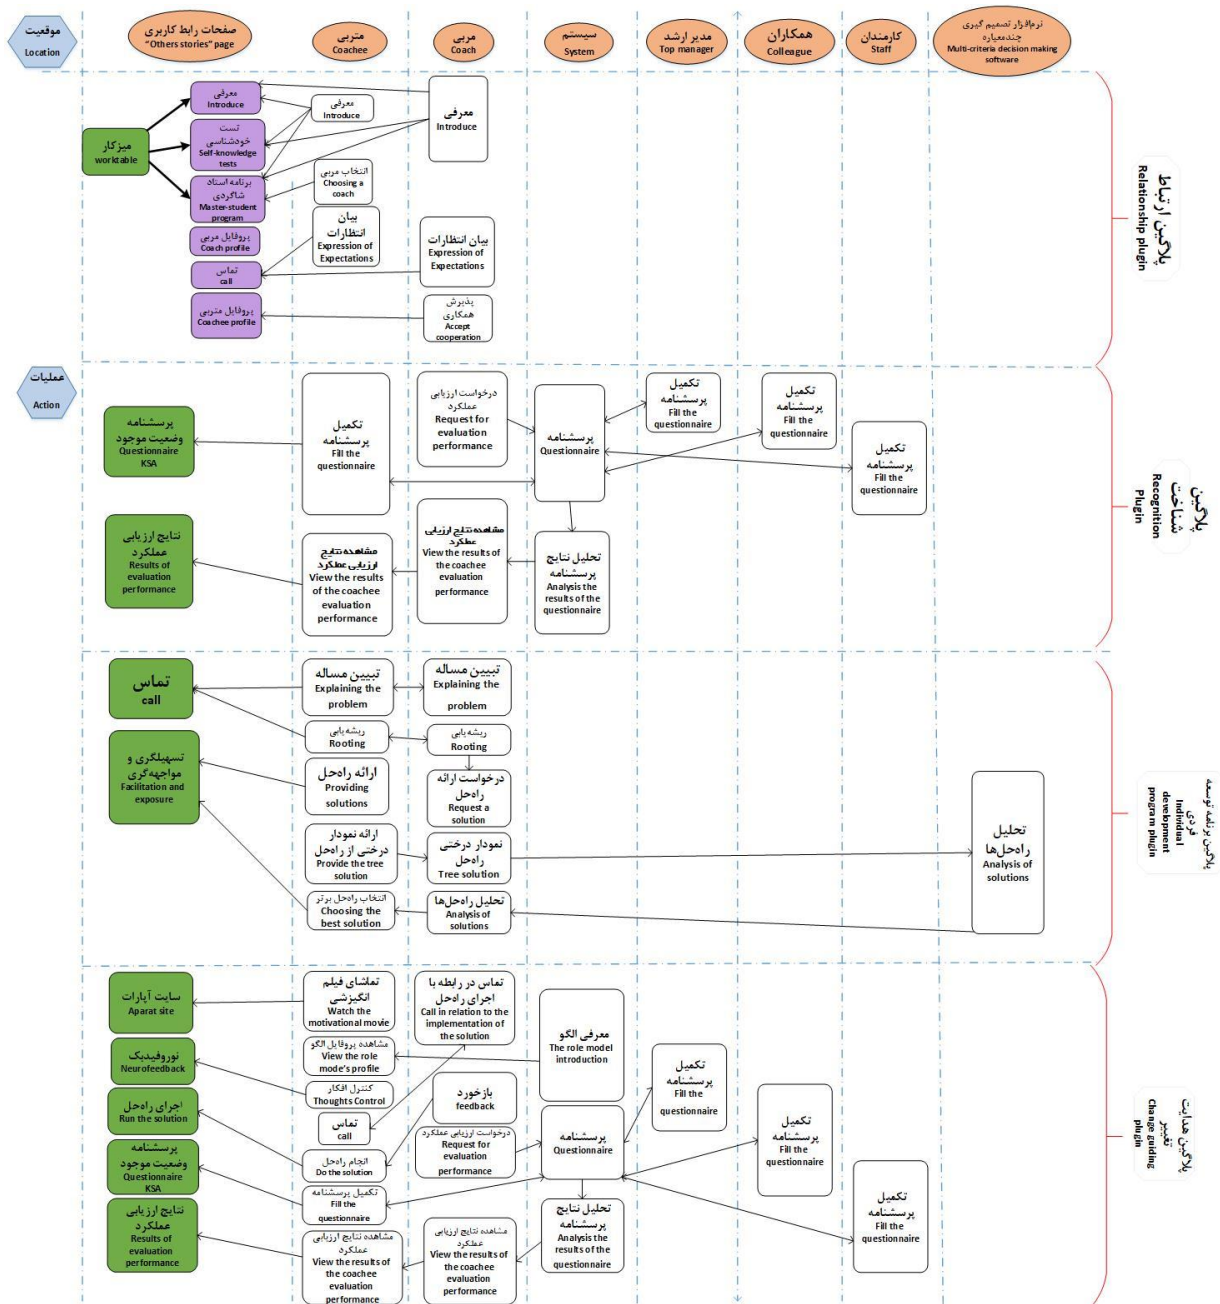 موقعیت
Location
صفحات رابط کاربری
"Others stories" page
متربی
Coachee
مربی
Coach
سیستم
System
مدیر ارشد
Top manager
همکاران
Colleague
کارمندان
Staff
نرم‌افزار تصمیم گیری
چندمعیاره
Multi-criteria decision making
software
معرفی
Introduce
معرفی
Introduce
معرفی
Introduce
میزکار
worktable
تست
خودشناسی
Self-knowledge
tests
برنامه استاد
شاگردی
Master-student
program
انتخاب مربی
Choosing a
coach
پروفایل مربی
Coach profile
بیان
انتظارات
Expression of
Expectations
بیان انتظارات
Expression of
Expectations
تماس
call
پروفایل متربی
Coachee profile
پذیرش
همکاری
Accept
cooperation
پلاگین ارتباط
Relationship plugin
عملیات
Action
پرسشنامه
وضعیت موجود
Questionnaire
KSA
تکمیل
پرسشنامه
Fill the
questionnaire
درخواست ارزیابی
عملکرد
Request for
evaluation
performance
پرسشنامه
Questionnaire
تکمیل
پرسشنامه
Fill the
questionnaire
تکمیل
پرسشنامه
Fill the
questionnaire
تکمیل
پرسشنامه
Fill the
questionnaire
نتایج ارزیابی
عملکرد
Results of
evaluation
performance
مشاهده نتایج
ارزیابی عملکرد
View the results
of the coachee
evaluation
performance
مشاهده نتایج ارزیابی
عملکرد
View the results of
the coachee
evaluation
performance
تحلیل نتایج
پرسشنامه
Analysis the
results of the
questionnaire
پلاگین
شناخت
Recognition
Plugin
تماس
call
تبیین مساله
Explaining the
problem
تبیین مساله
Explaining the
problem
ریشه‌یابی
Rooting
ریشه‌یابی
Rooting
تسهیلگری و
مواجهه‌گری
Facilitation and
exposure
ارائه راه‌حل
Providing
solutions
درخواست ارائه
راه‌حل
Request a
solution
ارائه نمودار
درختی از راه‌حل
Provide the tree
solution
نمودار درختی
راه‌حل
Tree solution
تحلیل
راه‌حل‌ها
Analysis of
solutions
انتخاب راه‌حل برتر
Choosing the
best solution
تحلیل راه‌حل‌ها
Analysis of
solutions
پلاگین برنامه توسعه
فردی
Individual
development
program plugin
سایت آپارات
Aparat site
تماشای فیلم
انگیزشی
Watch the
motivational movie
تماس در رابطه با
اجرای راه‌حل
Call in relation to the
implementation of
the solution
معرفی الگو
The role model
introduction
نوروفیدبک
Neurofeedback
مشاهده پروفایل الگو
View the role
mode's profile
کنترل افکار
Thoughts Control
بازخورد
feedback
تکمیل
پرسشنامه
Fill the
questionnaire
اجرای راه‌حل
Run the solution
تماس
call
درخواست ارزیابی عملکرد
Request for
evaluation
performance
پرسشنامه
Questionnaire
تکمیل
پرسشنامه
Fill the
questionnaire
پرسشنامه
وضعیت موجود
Questionnaire
KSA
انجام راه‌حل
Do the solution
تکمیل پرسشنامه
Fill the
questionnaire
تکمیل
پرسشنامه
Fill the
questionnaire
نتایج ارزیابی
عملکرد
Results of
evaluation
performance
مشاهده نتایج ارزیابی
عملکرد
View the results of
the coachee
evaluation
performance
مشاهده نتایج ارزیابی
عملکرد
View the results of
the coachee
evaluation
performance
تحلیل نتایج
پرسشنامه
Analysis the
results of the
questionnaire
پلاگین هدایت
تغییر
Change guiding
plugin